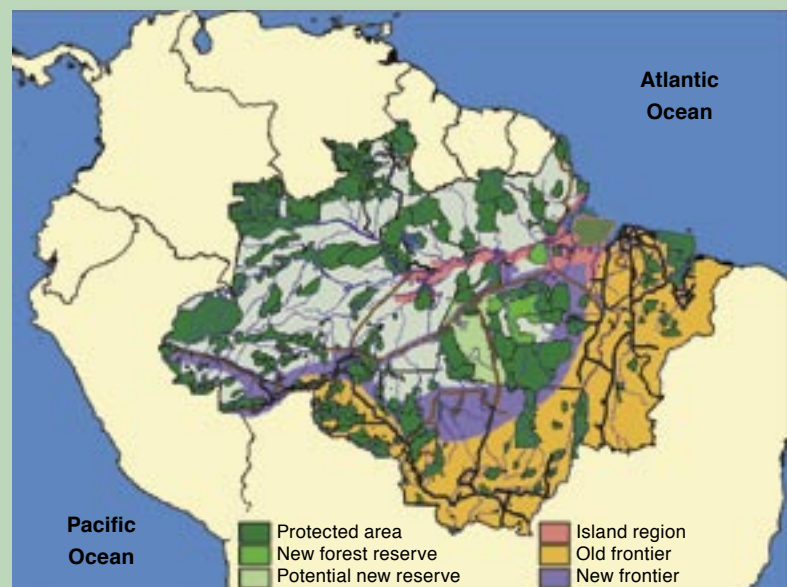 Atlantic
Ocean
Pacific
Ocean
Protected area
New forest reserve
Potential new reserve
Island region
Old frontier
New frontier